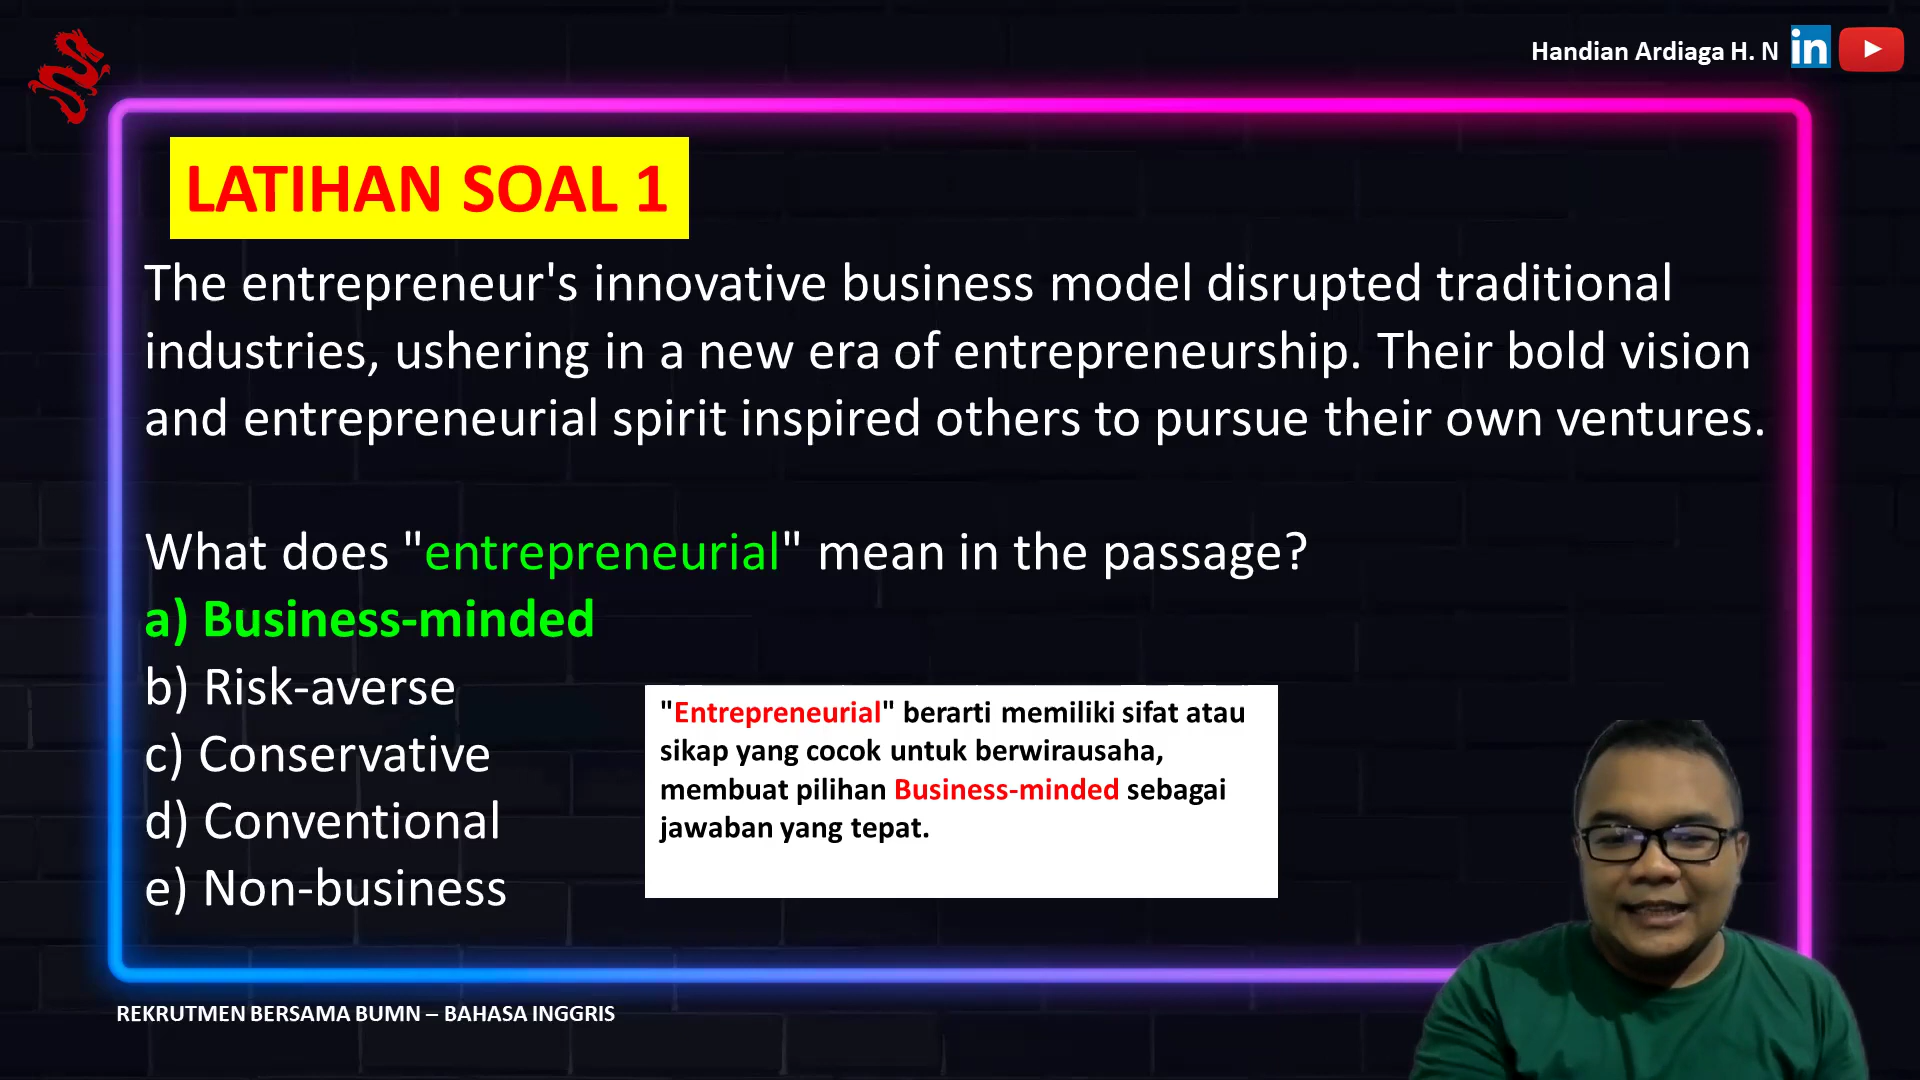 Handian Ardiaga H. N
in
LATIHAN SOAL 1
The entrepreneur's innovative business model disrupted traditional
industries, ushering in a new era of entrepreneurship. Their bold vision
and entrepreneurial spirit inspired others to pursue their own ventures.
What does "entrepreneurial" mean in the passage?
a) Business-minded
b) Risk-averse
c) Conservative
d) Conventional
e) Non-business
"Entrepreneurial" berarti memiliki sifat atau
sikap yang cocok untuk berwirausaha,
membuat pilihan Business-minded sebagai
jawaban yang tepat.
REKRUTMEN BERSAMA BUMN – BAHASA INGGRIS